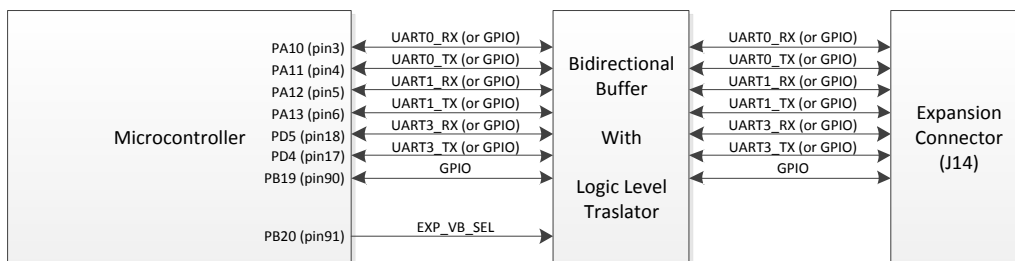 Microcontroller
PA10 (pin3)
PA11 (pin4)
PA12 (pin5)
PA13 (pin6)
PD5 (pin18)
PD4 (pin17)
PB19 (pin90)
PB20 (pin91)
UART0_RX (or GPIO)
UART0_TX (or GPIO)
UART1_RX (or GPIO)
UART1_TX (or GPIO)
UART3_RX (or GPIO)
UART3_TX (or GPIO)
GPIO
EXP_VB_SEL
Bidirectional
Buffer
With
Logic Level
Traslator
UART0_RX (or GPIO)
UART0_TX (or GPIO)
UART1_RX (or GPIO)
UART1_TX (or GPIO)
UART3_RX (or GPIO)
UART3_TX (or GPIO)
GPIO
Expansion
Connector
(J14)